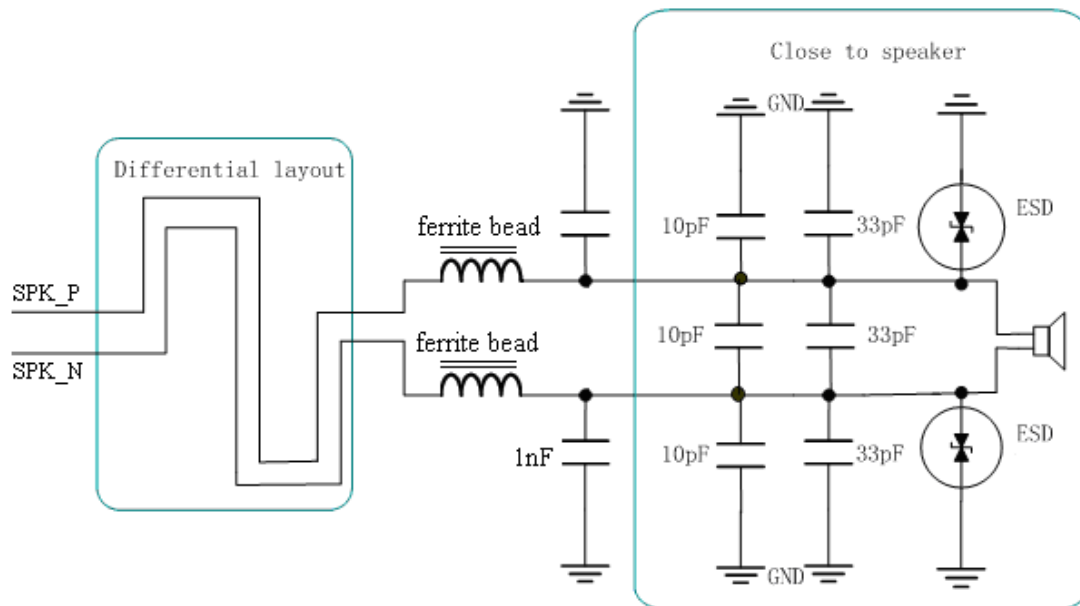 Close to speaker
GND
Differential layout
ferrite bead
10pF
33pF
ESD
SPK_P
10pF
33pF
ferrite bead
SPK_N
1nF
10pF
33pF
ESD
GND